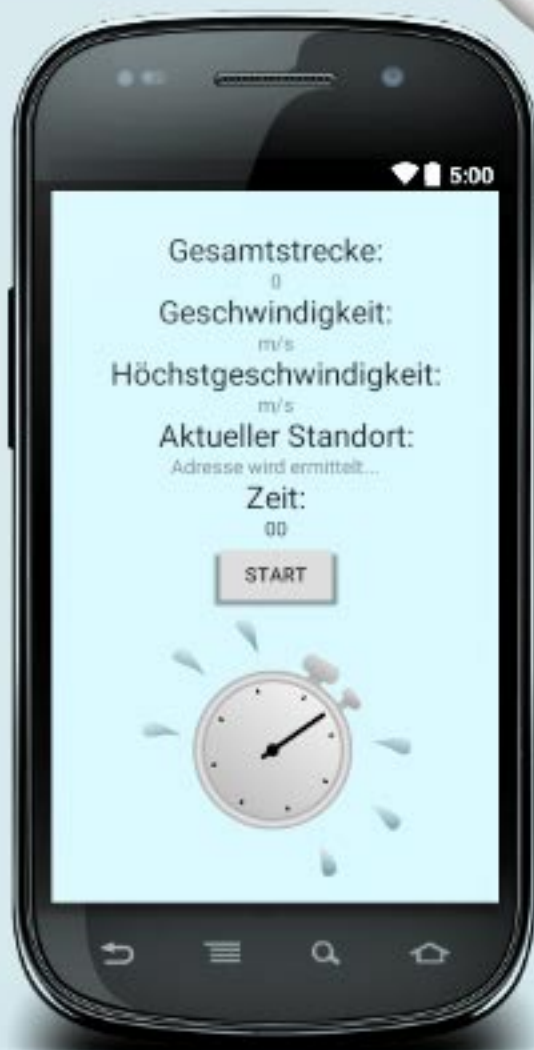 5:00
Gesamtstrecke:
0
Geschwindigkeit:
m/s
Höchstgeschwindigkeit:
m/s
Aktueller Standort:
Adresse wird ermittelt...
Zeit:
00
START